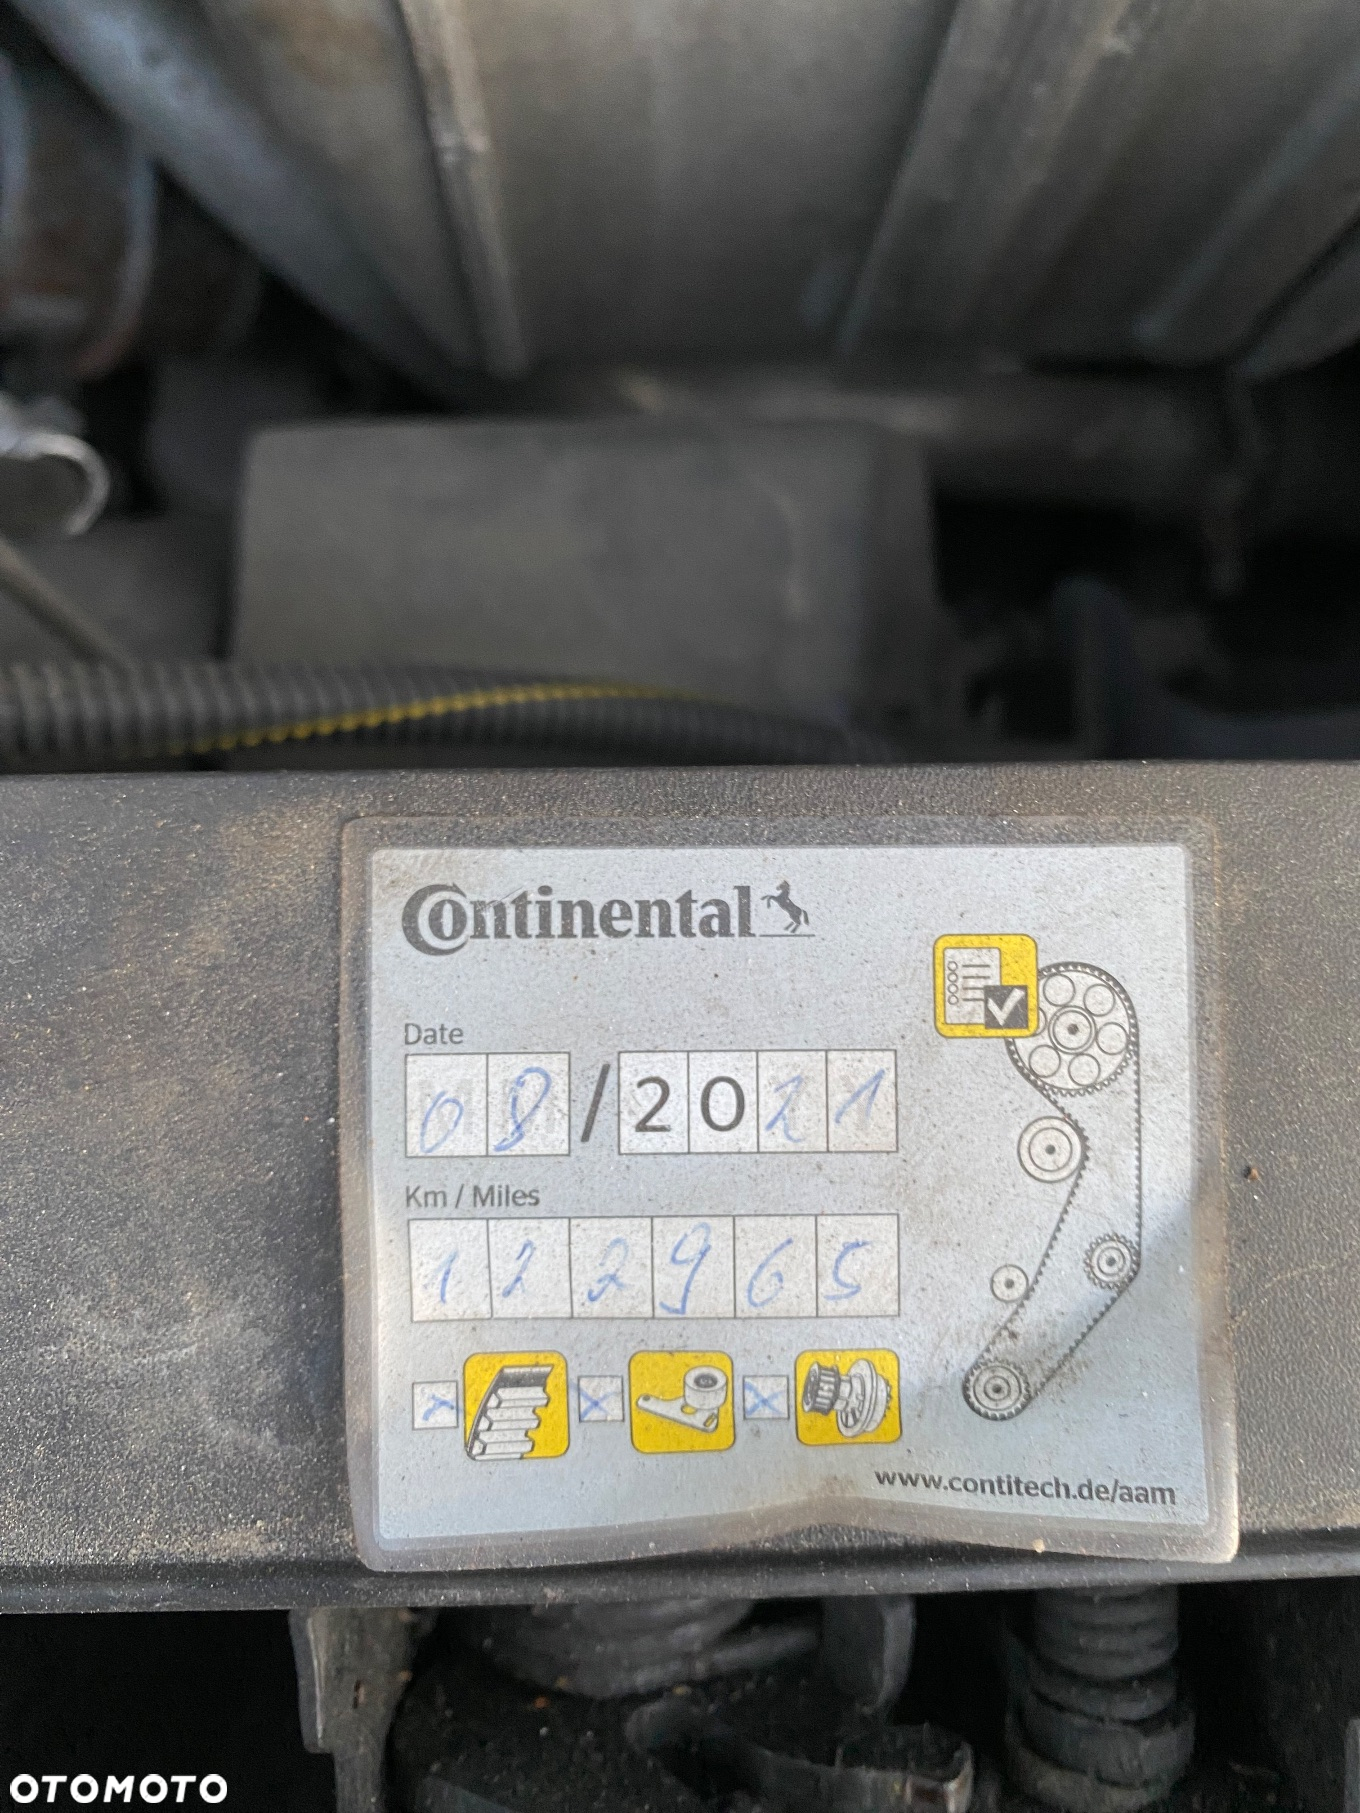 Continental
Date
08/2021
Km / Miles
122965
x x x
www.contitech.de/aam
OTOMOTO